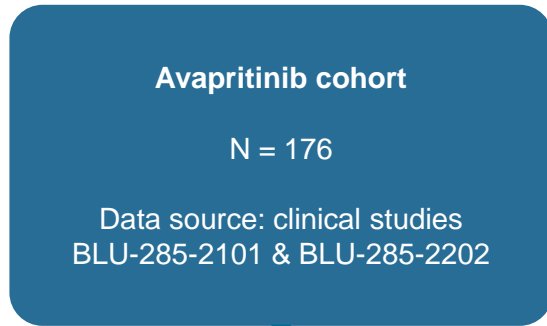 Avapritinib cohort
N = 176
Data source: clinical studies
BLU-285-2101 & BLU-285-2202